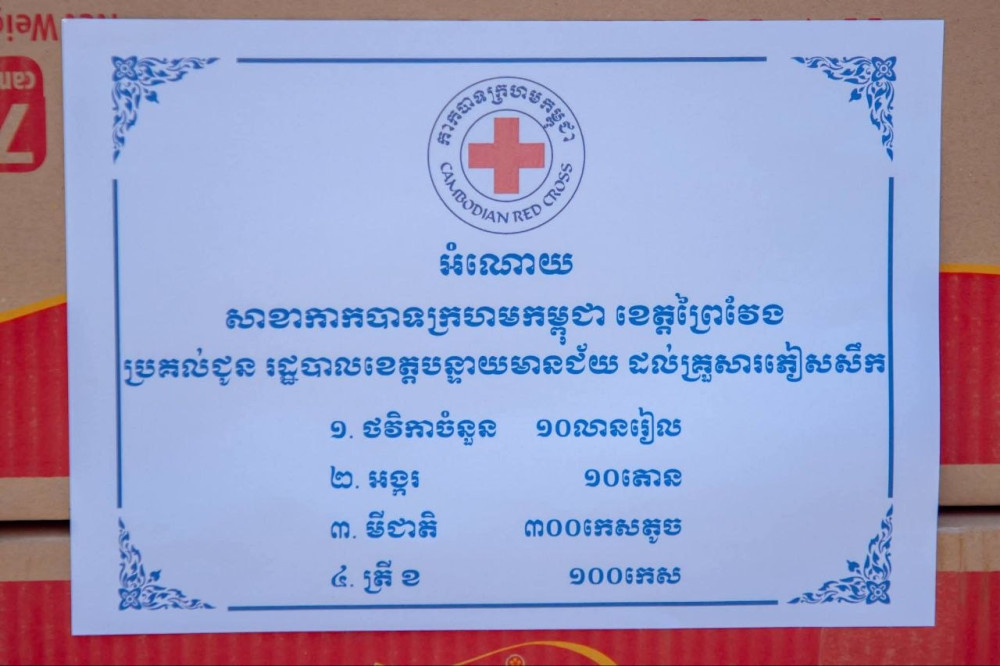 Net Wei
can
7
កាកបាទក្រហមកម្ពុជា
CAMBODIAN RED CROSS
អំណោយ
សាខាកាកបាទក្រហមកម្ពុជា ខេត្តព្រៃវែង
ប្រគល់ជូន រដ្ឋបាលខេត្តបន្ទាយមានជ័យ ដល់គ្រួសារភៀសសឹក
១. ថវិកាចំនួន ១០លានរៀល
២. អង្ករ ១០តោន
៣. មីជាតិ ៣០០កេសតូច
៤. ត្រី ខ ១០០កេស